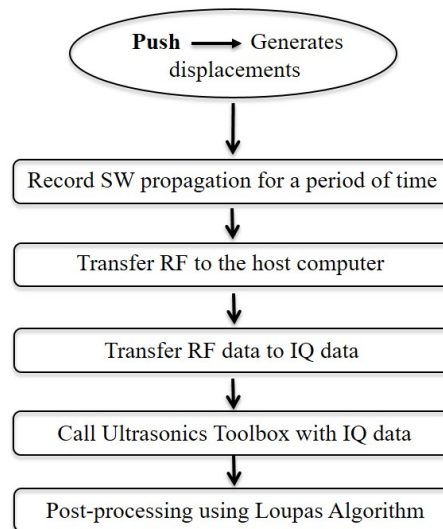 Push Generates
displacements
Record SW propagation for a period of time
Transfer RF to the host computer
Transfer RF data to IQ data
Call Ultrasonics Toolbox with IQ data
Post-processing using Loupas Algorithm